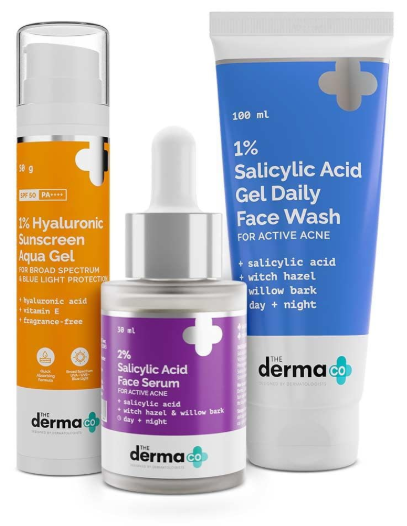 50 g
SPF 50 PA++++
1% Hyaluronic
Sunscreen
Aqua Gel
FOR BROAD SPECTRUM
& BLUE LIGHT PROTECTION
+ hyaluronic acid
+ vitamin E
+ fragrance-free
THE
derma co
30 ml
2%
Salicylic Acid
Face Serum
FOR ACTIVE ACNE
+ salicylic acid
+ witch hazel & willow bark
day + night
THE
derma co
100 ml
1%
Salicylic Acid
Gel Daily
Face Wash
FOR ACTIVE ACNE
+ salicylic acid
+ witch hazel
willow bark
day + night
THE
derma co